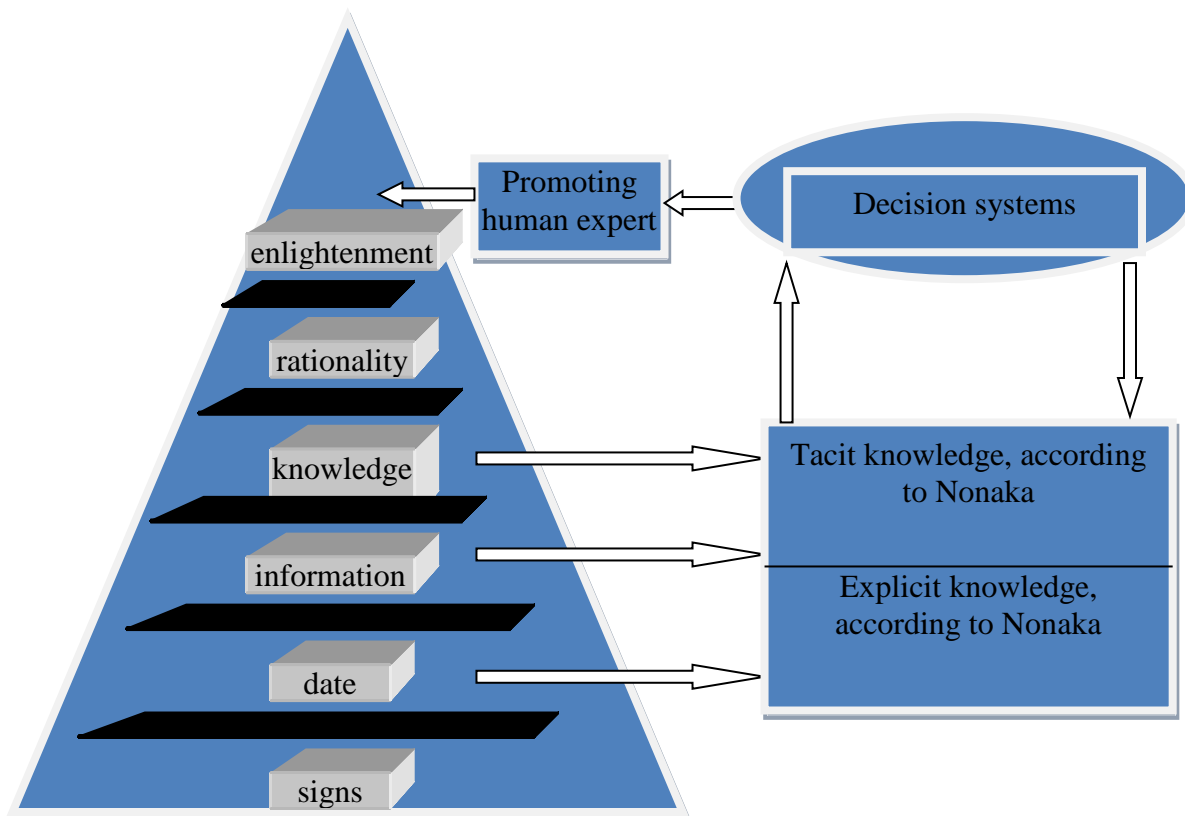 Promoting
human expert
Decision systems
enlightenment
rationality
knowledge
information
date
signs
Tacit knowledge, according
to Nonaka
Explicit knowledge,
according to Nonaka